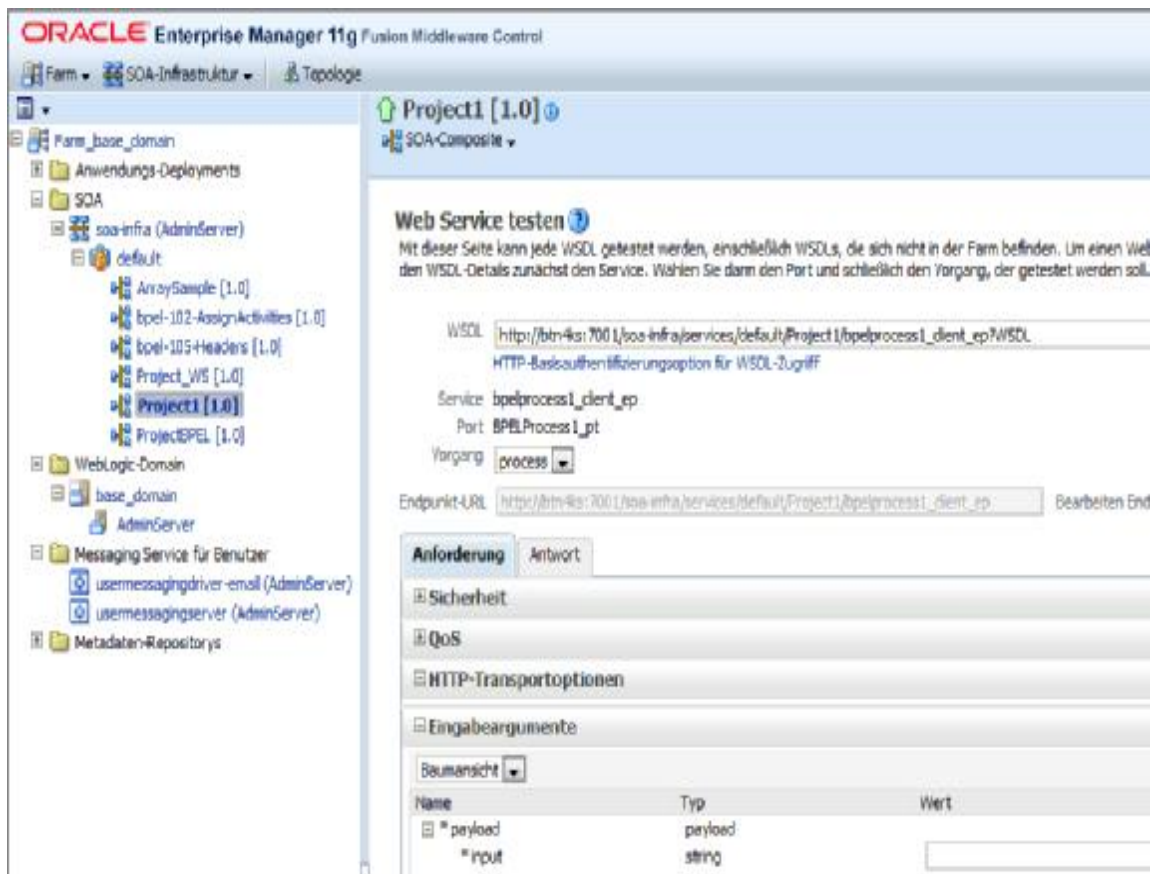 ORACLE Enterprise Manager 11g Fusion Middleware Control
Farm SOA-Infrastruktur Topologie
Farm_base_domain
Anwendungs-Deployments
SOA
soa-infra (AdminServer)
default
ArraySample [1.0]
bpel-102-AssignActivities [1.0]
bpel-105-Headers [1.0]
Project_WS [1.0]
Project1 [1.0]
ProjectBPEL [1.0]
WebLogic-Domain
base_domain
AdminServer
Messaging Service für Benutzer
usermessagingdriver-email (AdminServer)
usermessagingserver (AdminServer)
Metadaten-Repositorys
Project1 [1.0]
SOA-Composite
Web Service testen
Mit dieser Seite kann jede WSDL getestet werden, einschließlich WSDLs, die sich nicht in der Farm befinden. Um einen Web
den WSDL-Details zunächst den Service. Wählen Sie dann den Port und schließlich den Vorgang, der getestet werden soll.
WSDL http://btn4ks:7001/soa-infra/services/default/Project1/bpelprocess1_client_ep?WSDL
HTTP-Basisauthentifizierungsoption für WSDL-Zugriff
Service bpelprocess1_client_ep
Port BPELProcess1_pt
Vorgang process
Endpunkt-URL http://btn4ks:7001/soa-infra/services/default/Project1/bpelprocess1_client_ep Bearbeiten End
Anforderung Antwort
Sicherheit
QoS
HTTP-Transportoptionen
Eingabeargumente
Baumansicht
Name Typ Wert
* payload payload
* input string